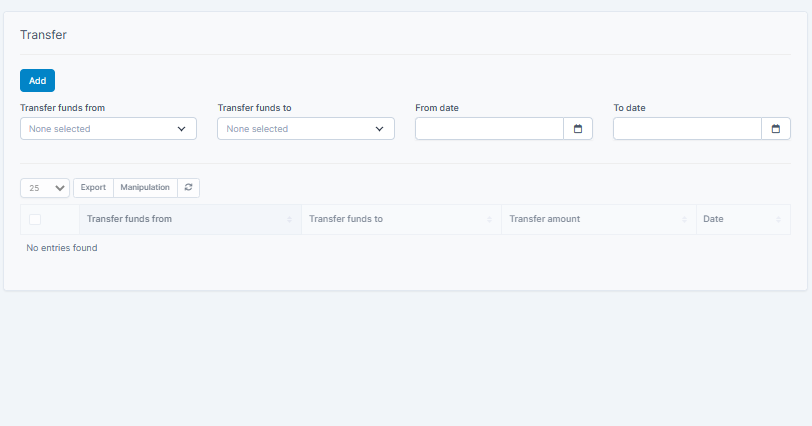 Transfer
Add
Transfer funds from Transfer funds to From date To date
None selected None selected
25 Export Manipulation
Transfer funds from Transfer funds to Transfer amount Date
No entries found